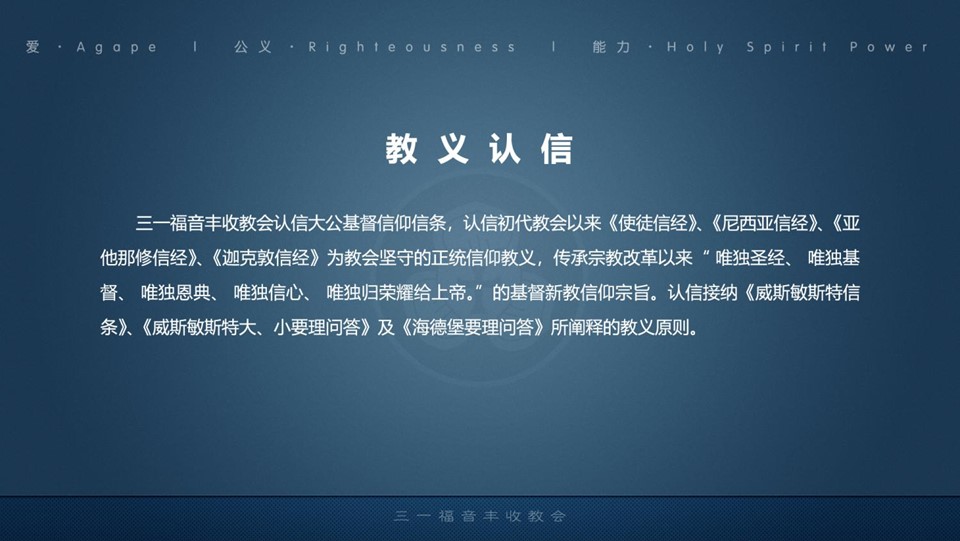 爱·Agape | 公义·Righteousness | 能力·Holy Spirit Power
教义认信
三一福音丰收教会认信大公基督信仰信条，认信初代教会以来《使徒信经》、《尼西亚信经》、《亚
他那修信经》、《迦克敦信经》为教会坚守的正统信仰教义，传承宗教改革以来“ 唯独圣经、 唯独基
督、 唯独恩典、 唯独信心、 唯独归荣耀给上帝。”的基督新教信仰宗旨。认信接纳《威斯敏斯特信
条》、《威斯敏斯特大、小要理问答》及《海德堡要理问答》所阐释的教义原则。
三一福音丰收教会